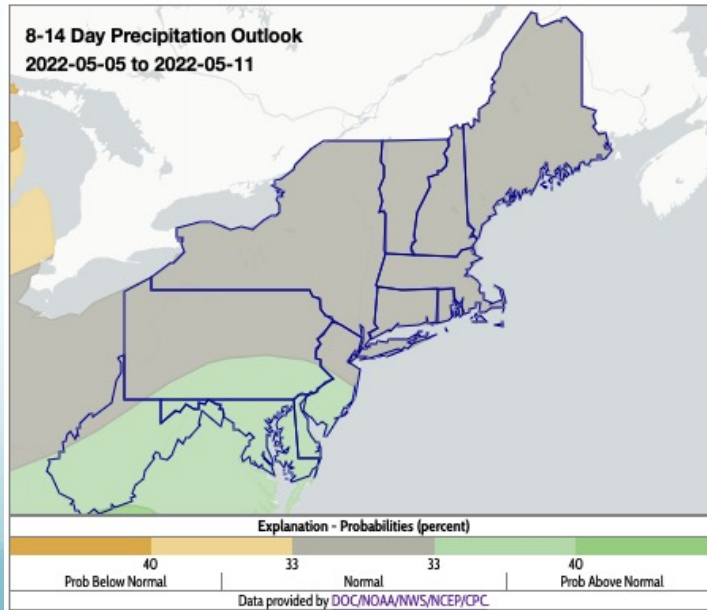 8-14 Day Precipitation Outlook
2022-05-05 to 2022-05-11
Explanation - Probabilities (percent)
40 33 33 40
Prob Below Normal Normal Prob Above Normal
Data provided by DOC/NOAA/NWS/NCEP/CPC.